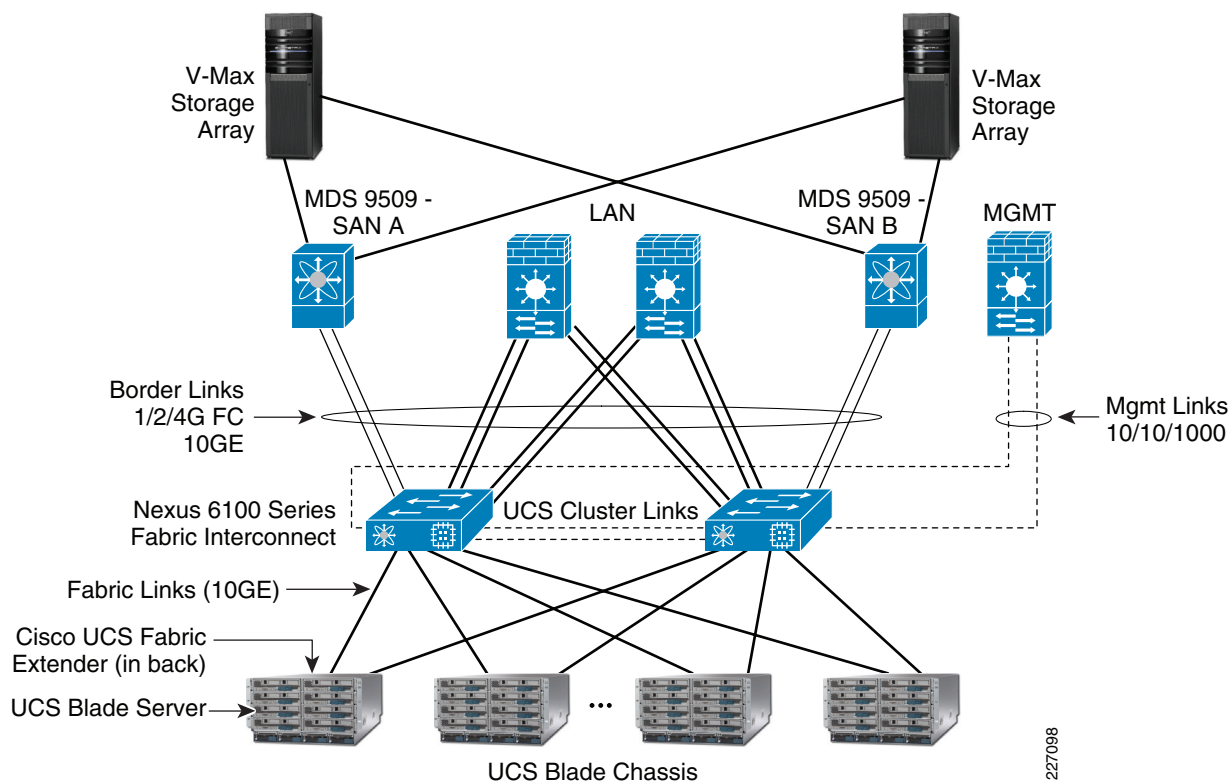 V-Max
Storage
Array
V-Max
Storage
Array
MDS 9509 -
SAN A
LAN
MDS 9509 -
SAN B
MGMT
Border Links
1/2/4G FC
10GE
Mgmt Links
10/10/1000
Nexus 6100 Series
Fabric Interconnect
UCS Cluster Links
Fabric Links (10GE)
Cisco UCS Fabric
Extender (in back)
UCS Blade Server
...
UCS Blade Chassis
227098